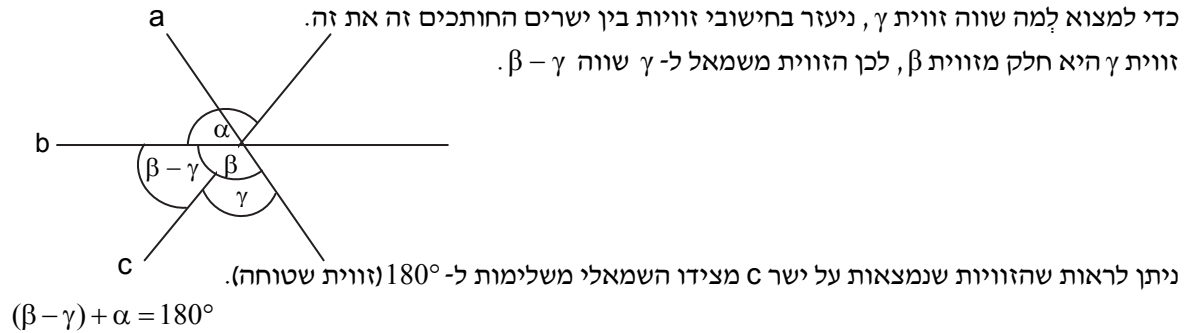 כדי למצוא לְמה שווה זווית γ, ניעזר בחישובי זוויות בין ישרים החותכים זה את זה.
זווית γ היא חלק מזווית β, לכן הזווית משמאל ל- γ שווה β − γ.
a
α
b
β − γ
β
γ
c
ניתן לראות שהזוויות שנמצאות על ישר c מצידו השמאלי משלימות ל- 180° (זווית שטוחה).
(β − γ) + α = 180°